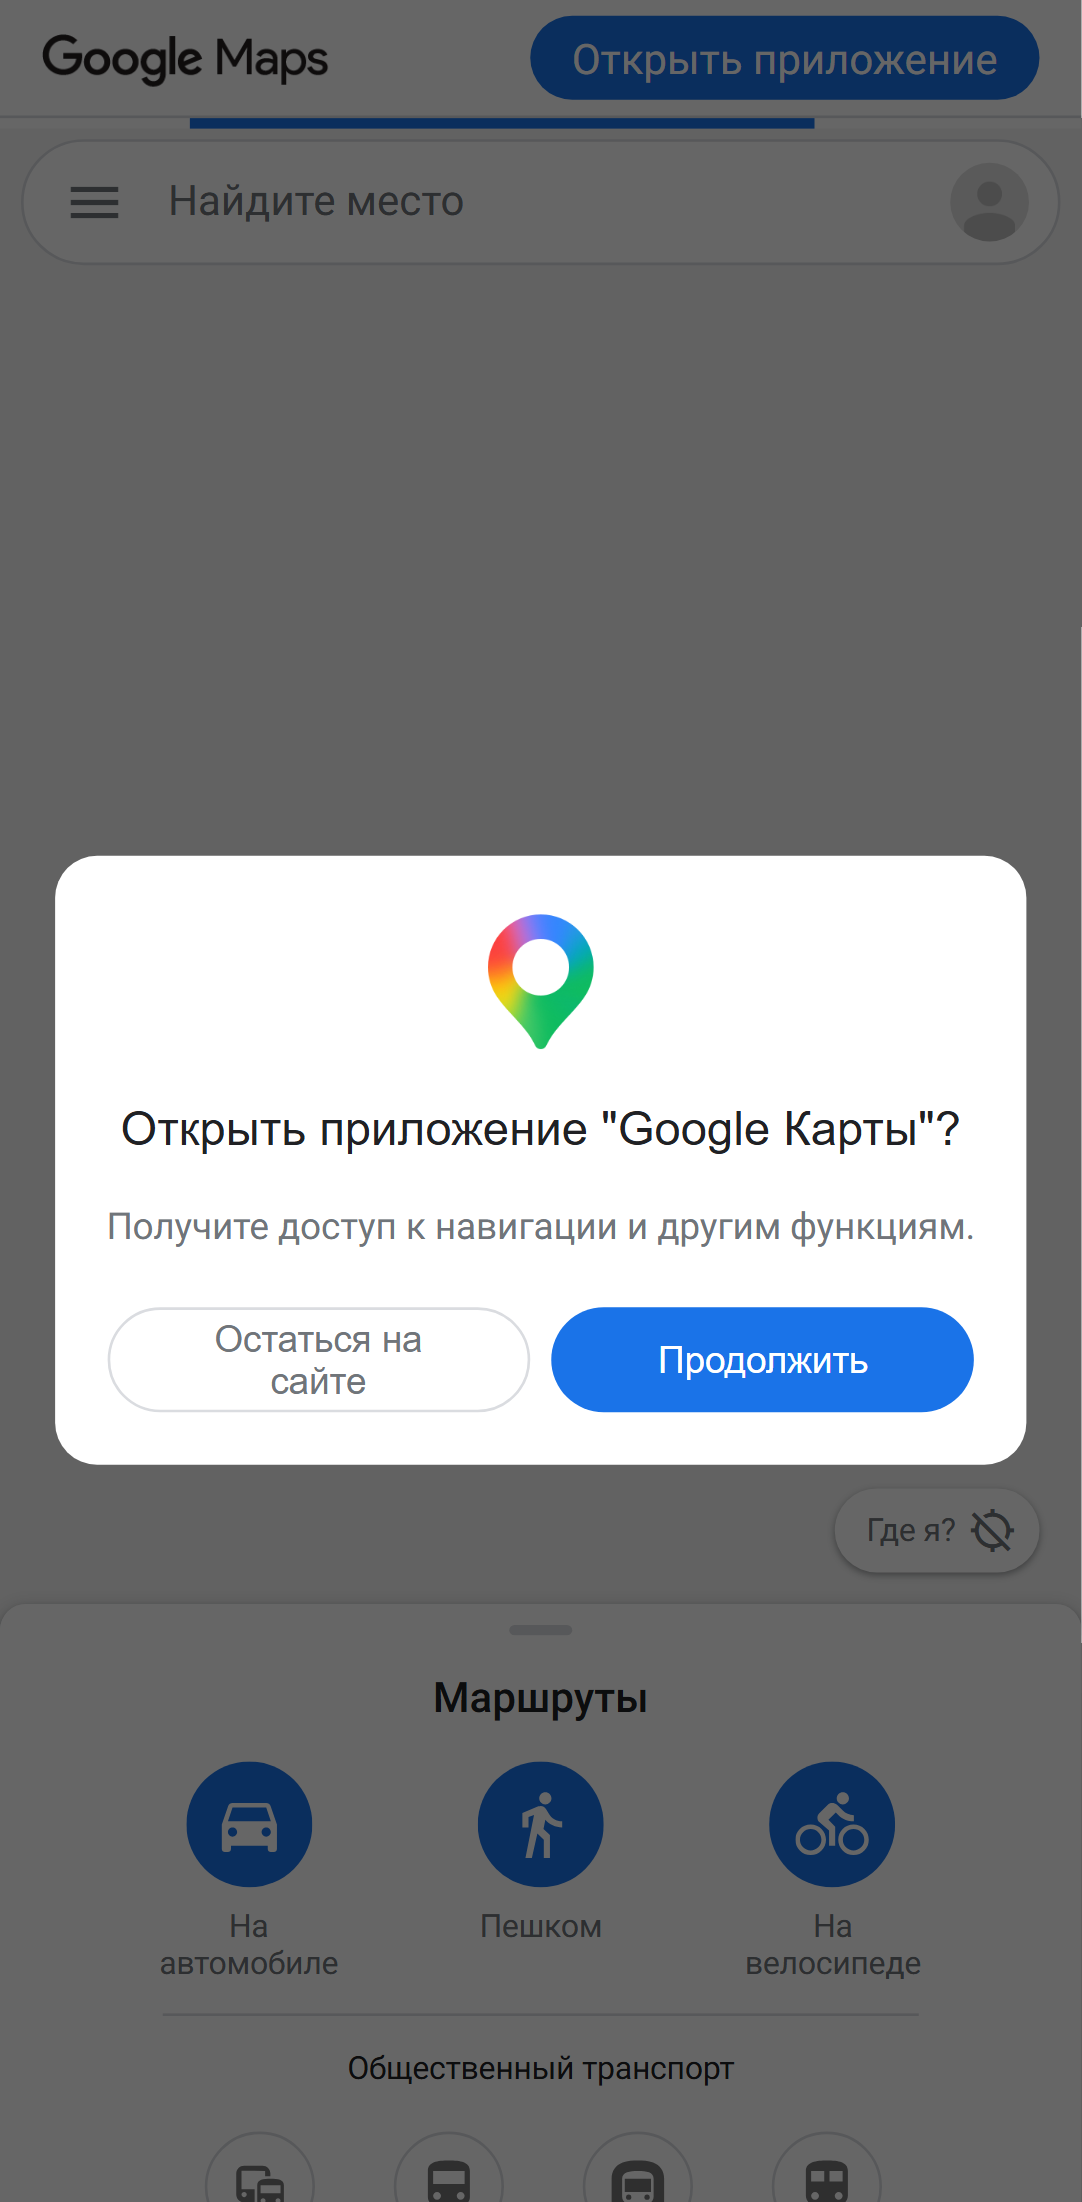 Google Maps
Открыть приложение
Найдите место
Открыть приложение "Google Карты"?
Получите доступ к навигации и другим функциям.
Остаться на
сайте
Продолжить
Где я?
Маршруты
На
автомобиле
Пешком
На
велосипеде
Общественный транспорт